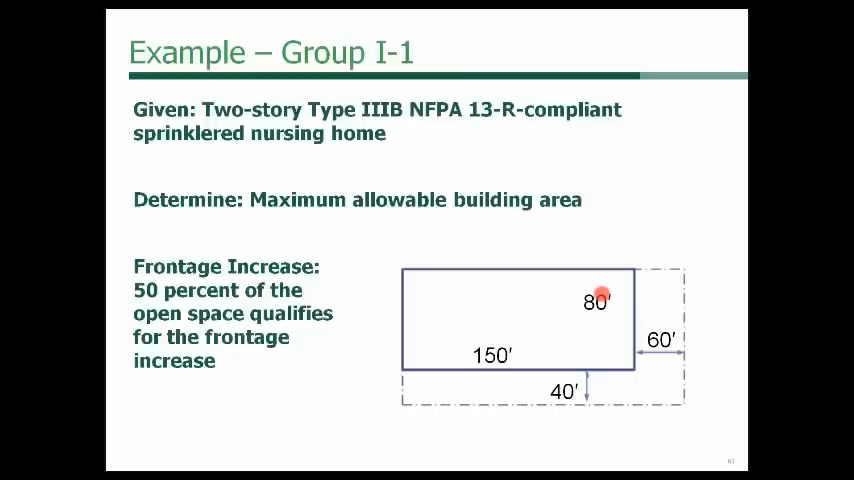 Example – Group I-1
Given: Two-story Type IIIB NFPA 13-R-compliant
sprinklered nursing home
Determine: Maximum allowable building area
Frontage Increase:
50 percent of the
open space qualifies
for the frontage
increase
80′
150′
60′
40′